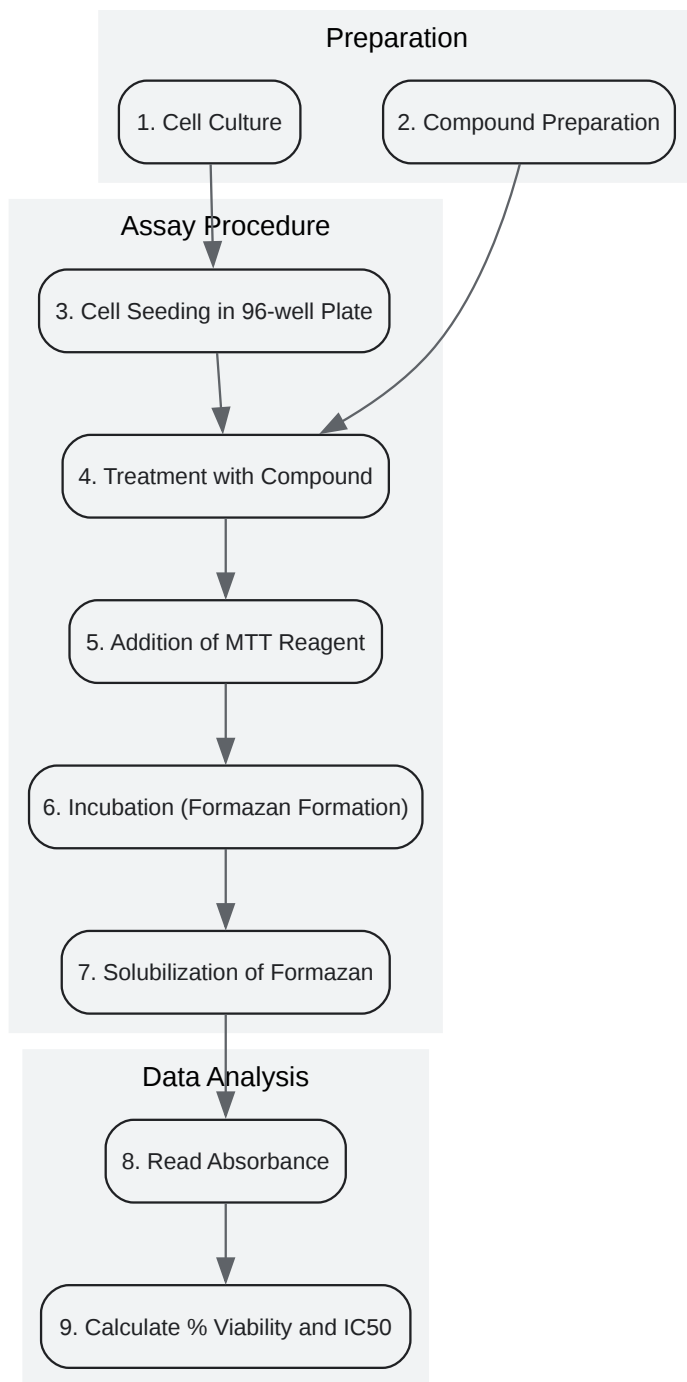 Preparation
1. Cell Culture
2. Compound Preparation
Assay Procedure
3. Cell Seeding in 96-well Plate
4. Treatment with Compound
5. Addition of MTT Reagent
6. Incubation (Formazan Formation)
7. Solubilization of Formazan
Data Analysis
8. Read Absorbance
9. Calculate % Viability and IC50